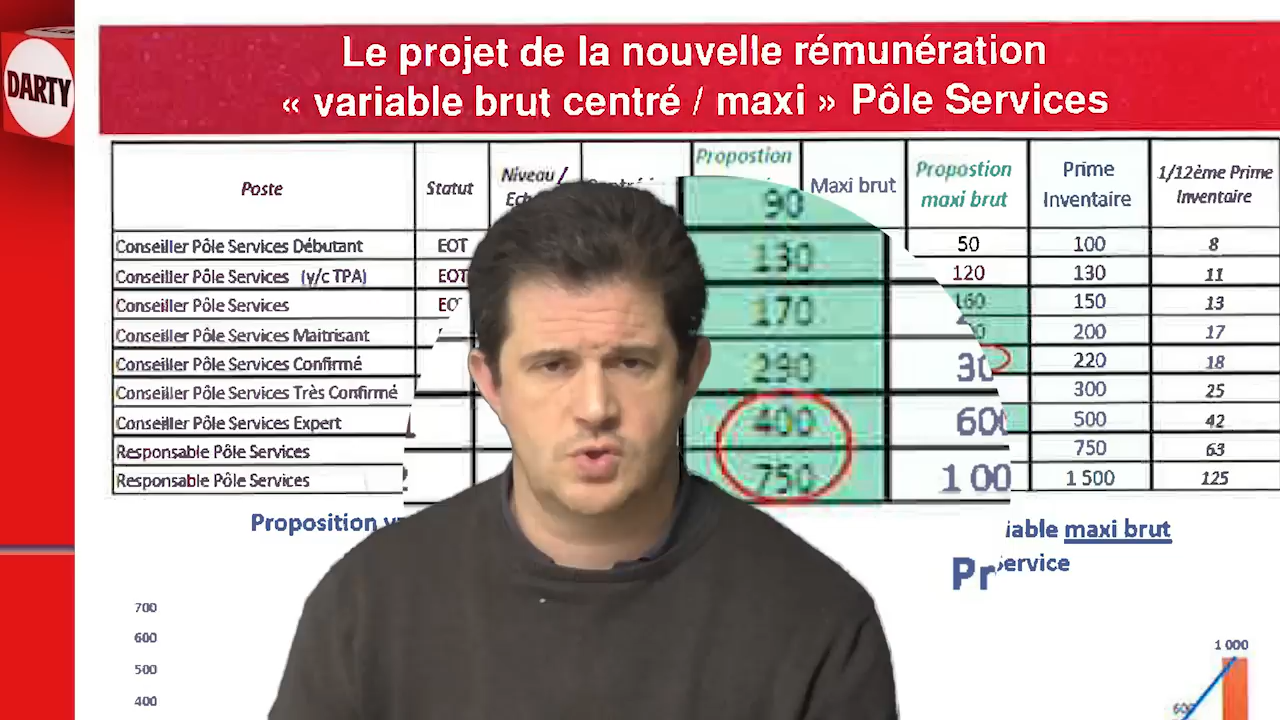 DARTY
Le projet de la nouvelle rémunération
« variable brut centré / maxi » Pôle Services
Poste Statut Niveau / Propostion Maxi brut Propostion maxi brut Prime Inventaire 1/12ème Prime Inventaire
Conseiller Pôle Services Débutant EOT 90 50 100 8
Conseiller Pôle Services (y/c TPA) EOT 130 120 130 11
Conseiller Pôle Services 170 160 150 13
Conseiller Pôle Services Maitrisant 200 17
Conseiller Pôle Services Confirmé 290 220 18
Conseiller Pôle Services Très Confirmé 300 25
Conseiller Pôle Services Expert 400 500 42
Responsable Pôle Services 750 63
Responsable Pôle Services 750 1 500 125
Proposition maxi brut
700
600
500
400
1 000
600